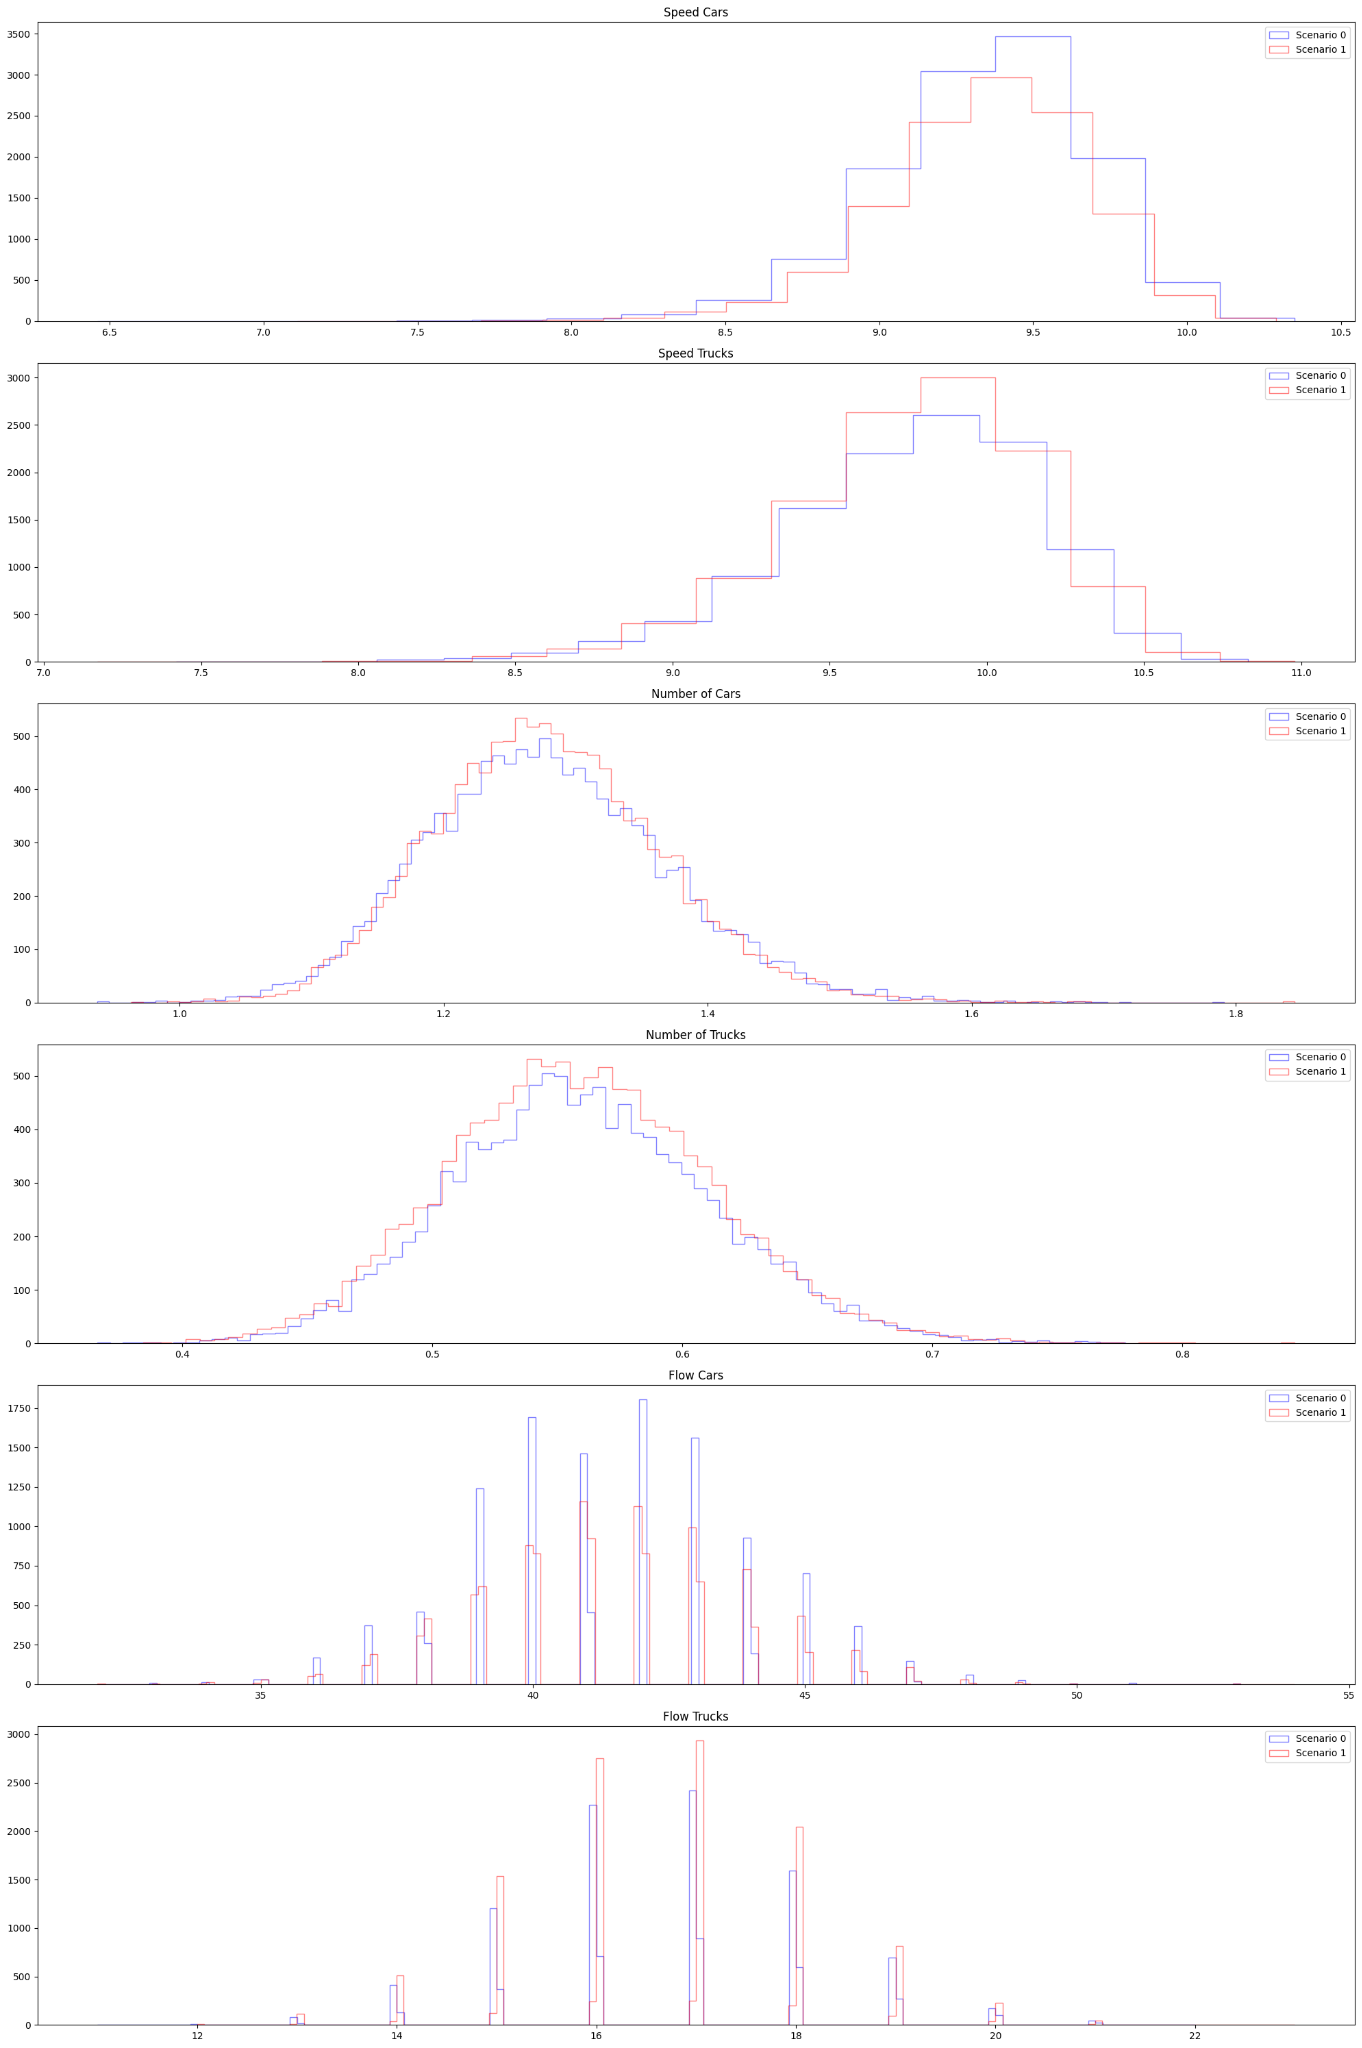 Speed Cars
3500
3000
2500
2000
1500
1000
500
0
Scenario 0
Scenario 1
6.5 7.0 7.5 8.0 8.5 9.0 9.5 10.0 10.5
Speed Trucks
3000
2500
2000
1500
1000
500
0
Scenario 0
Scenario 1
7.0 7.5 8.0 8.5 9.0 9.5 10.0 10.5 11.0
Number of Cars
500
400
300
200
100
0
Scenario 0
Scenario 1
1.0 1.2 1.4 1.6 1.8
Number of Trucks
500
400
300
200
100
0
Scenario 0
Scenario 1
0.4 0.5 0.6 0.7 0.8
Flow Cars
1750
1500
1250
1000
750
500
250
0
Scenario 0
Scenario 1
35 40 45 50 55
Flow Trucks
3000
2500
2000
1500
1000
500
0
Scenario 0
Scenario 1
12 14 16 18 20 22